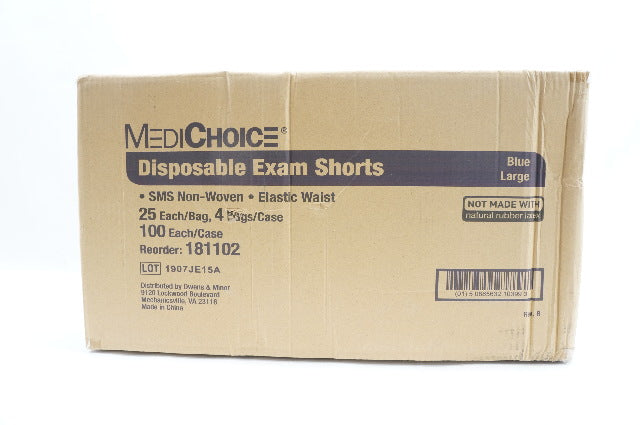 MEDICHOICE®
Disposable Exam Shorts
Blue
Large
• SMS Non-Woven • Elastic Waist
25 Each/Bag, 4 Bags/Case
100 Each/Case
Reorder: 181102
NOT MADE WITH
natural rubber latex
LOT 1907JE15A
Distributed by Owens & Minor
9120 Lockwood Boulevard
Mechanicsville, VA 23116
Made in China
Rev. B